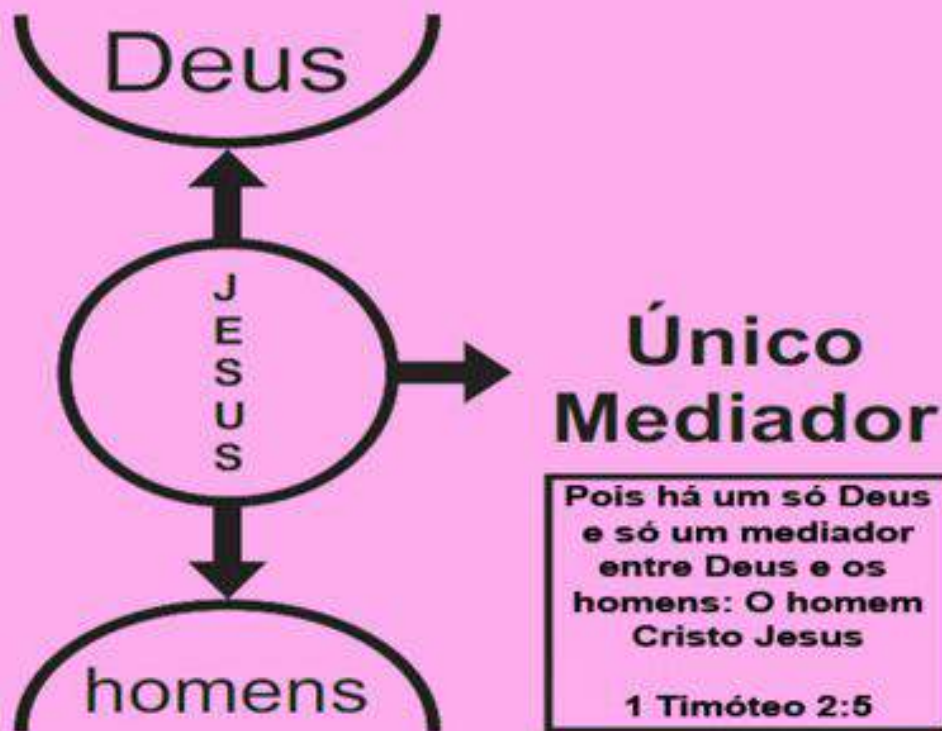 Deus
JESUS
Único
Mediador
Pois há um só Deus
e só um mediador
entre Deus e os
homens: O homem
Cristo Jesus
1 Timóteo 2:5
homens